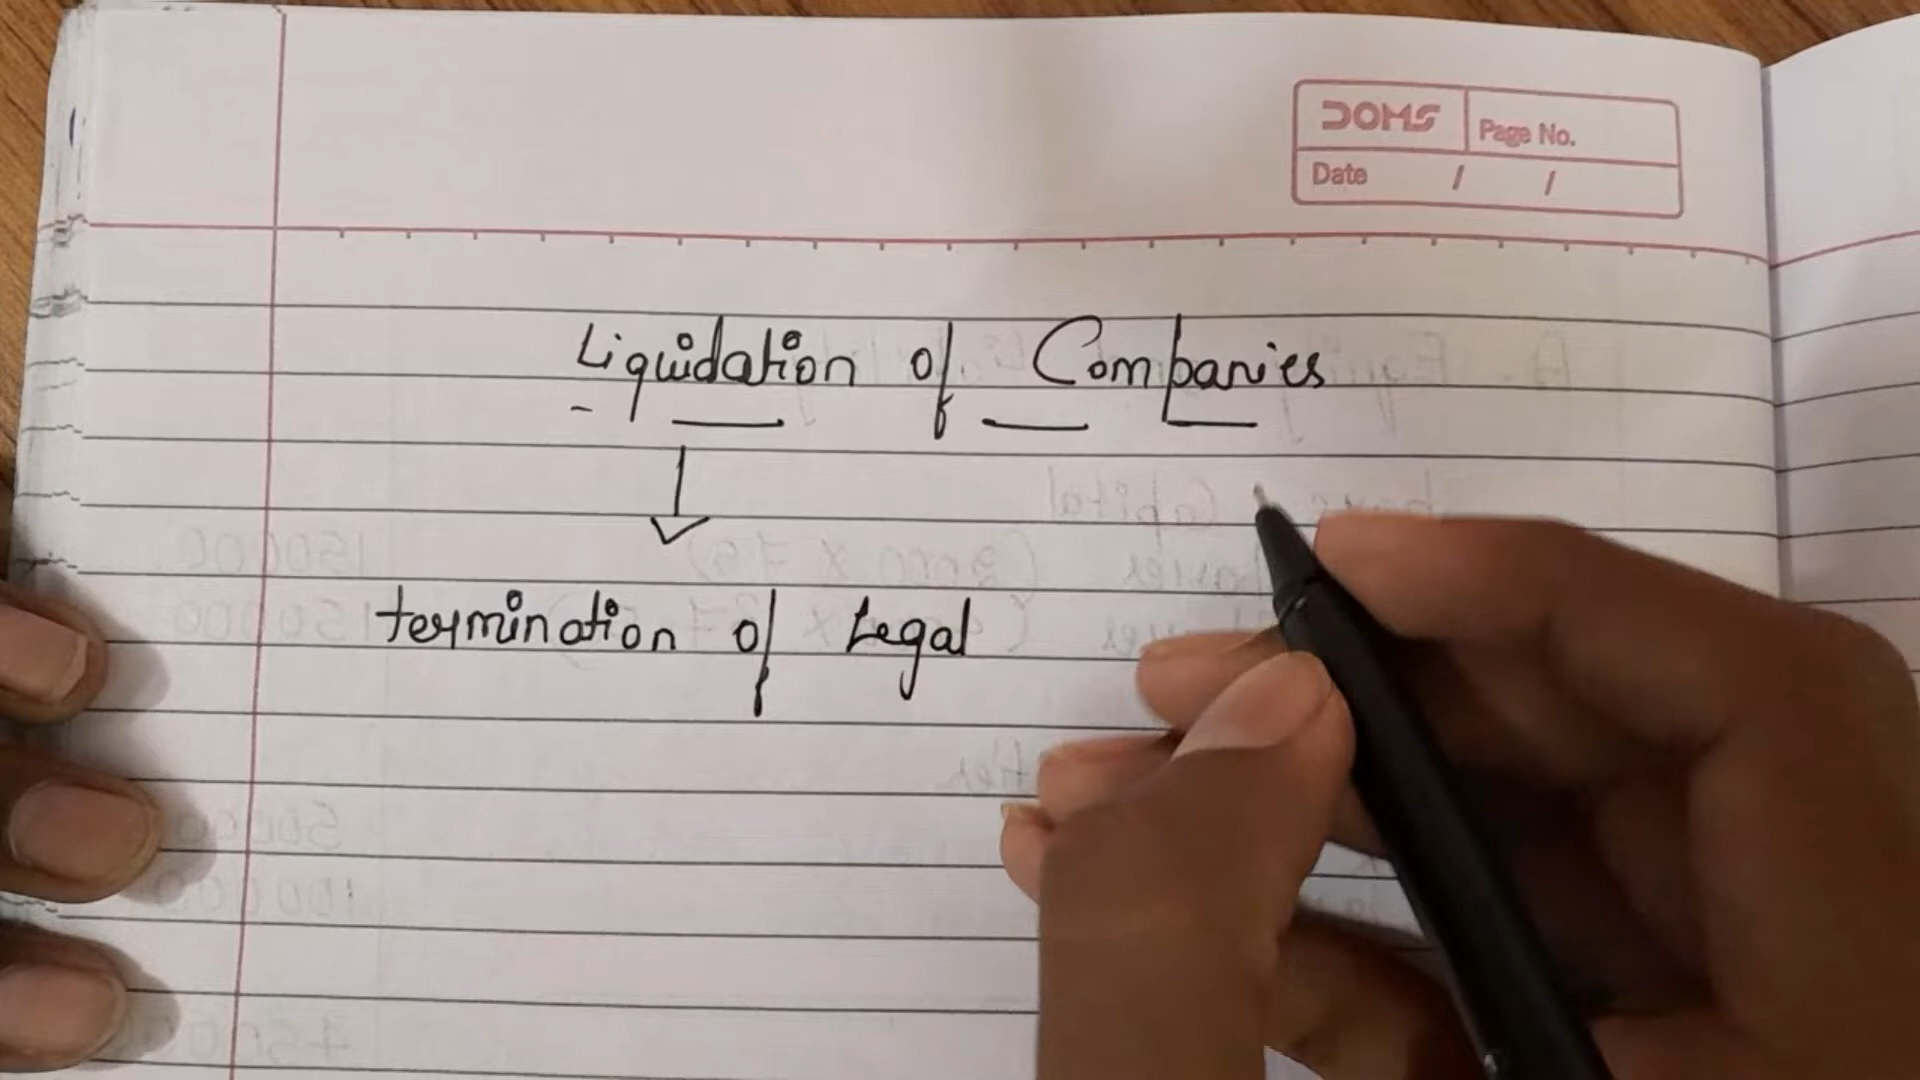 DOMS
Page No.
Date / /
Liquidation of Companies
termination of Legal